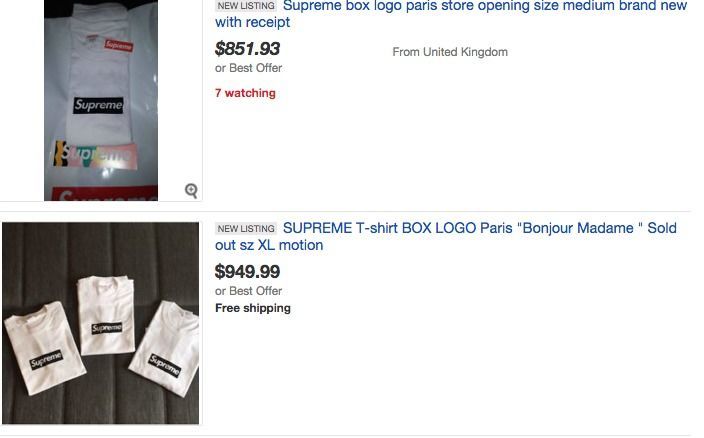 NEW LISTING Supreme box logo paris store opening size medium brand new
with receipt
$851.93
From United Kingdom
or Best Offer
7 watching
Supreme
Supreme
Supreme
Supreme
NEW LISTING SUPREME T-shirt BOX LOGO Paris "Bonjour Madame " Sold
out sz XL motion
$949.99
or Best Offer
Free shipping
Supreme
Supreme
Supreme